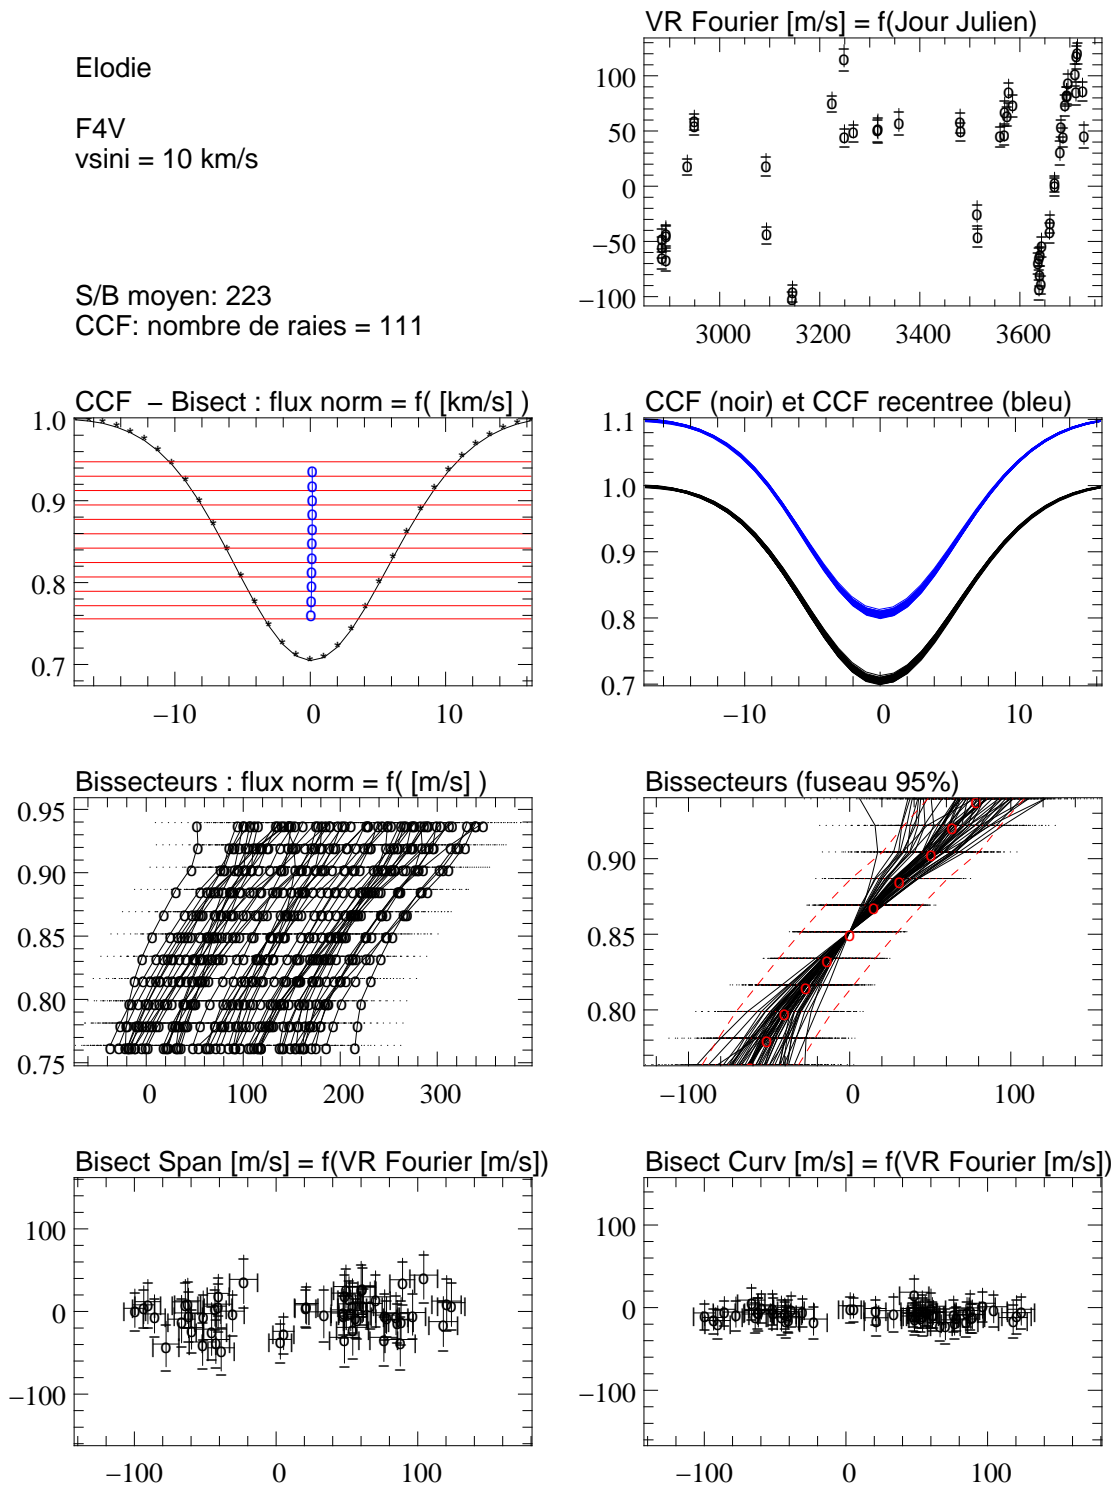 Elodie
F4V
vsini = 10 km/s
S/B moyen: 223
CCF: nombre de raies = 111
VR Fourier [m/s] = f(Jour Julien)
100
50
0
−50
−100
3000 3200 3400 3600
CCF − Bisect : flux norm = f( [km/s] )
1.0
0.9
0.8
0.7
−10 0 10
CCF (noir) et CCF recentree (bleu)
1.1
1.0
0.9
0.8
0.7
−10 0 10
Bissecteurs : flux norm = f( [m/s] )
0.95
0.90
0.85
0.80
0.75
0 100 200 300
Bissecteurs (fuseau 95%)
0.90
0.85
0.80
−100 0 100
Bisect Span [m/s] = f(VR Fourier [m/s])
100
0
−100
−100 0 100
Bisect Curv [m/s] = f(VR Fourier [m/s])
100
0
−100
−100 0 100